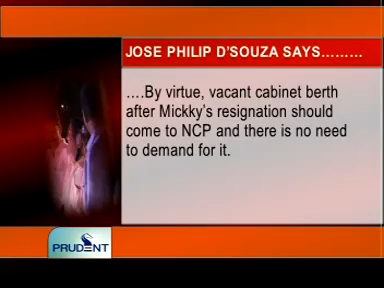 JOSE PHILIP D'SOUZA SAYS.........
....By virtue, vacant cabinet berth
after Mickky's resignation should
come to NCP and there is no need
to demand for it.
PRUDENT